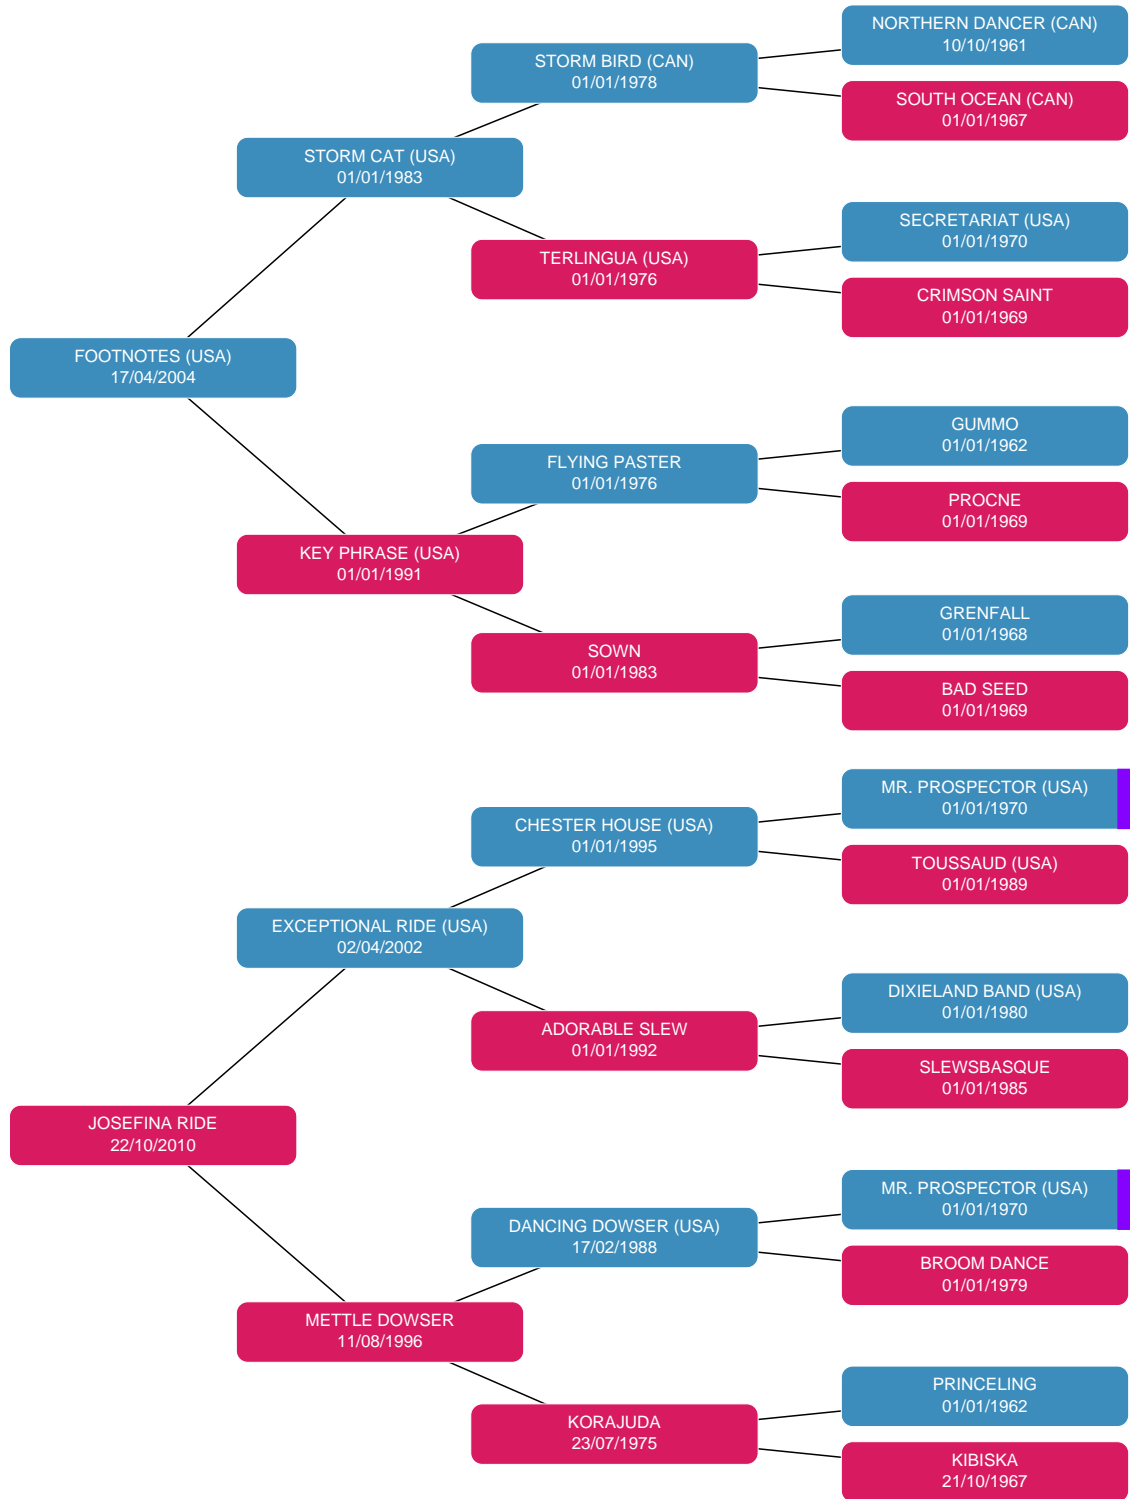 NORTHERN DANCER (CAN)
10/10/1961
STORM BIRD (CAN)
01/01/1978
SOUTH OCEAN (CAN)
01/01/1967
STORM CAT (USA)
01/01/1983
SECRETARIAT (USA)
01/01/1970
TERLINGUA (USA)
01/01/1976
CRIMSON SAINT
01/01/1969
FOOTNOTES (USA)
17/04/2004
GUMMO
01/01/1962
FLYING PASTER
01/01/1976
PROCNE
01/01/1969
KEY PHRASE (USA)
01/01/1991
GRENFALL
01/01/1968
SOWN
01/01/1983
BAD SEED
01/01/1969
MR. PROSPECTOR (USA)
01/01/1970
CHESTER HOUSE (USA)
01/01/1995
TOUSSAUD (USA)
01/01/1989
EXCEPTIONAL RIDE (USA)
02/04/2002
DIXIELAND BAND (USA)
01/01/1980
ADORABLE SLEW
01/01/1992
SLEWSBASQUE
01/01/1985
JOSEFINA RIDE
22/10/2010
MR. PROSPECTOR (USA)
01/01/1970
DANCING DOWSER (USA)
17/02/1988
BROOM DANCE
01/01/1979
METTLE DOWSER
11/08/1996
PRINCELING
01/01/1962
KORAJUDA
23/07/1975
KIBISKA
21/10/1967